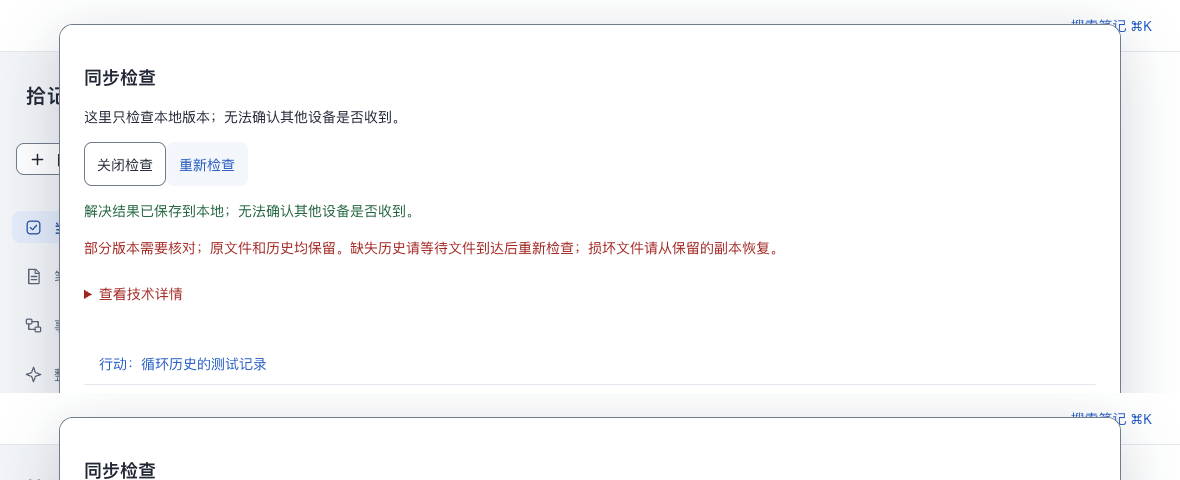 ⌘K
同步检查
拾
这里只检查本地版本；无法确认其他设备是否收到。
关闭检查 重新检查
解决结果已保存到本地；无法确认其他设备是否收到。
部分版本需要核对；原文件和历史均保留。缺失历史请等待文件到达后重新检查；损坏文件请从保留的副本恢复。
查看技术详情
行动：循环历史的测试记录
⌘K
同步检查